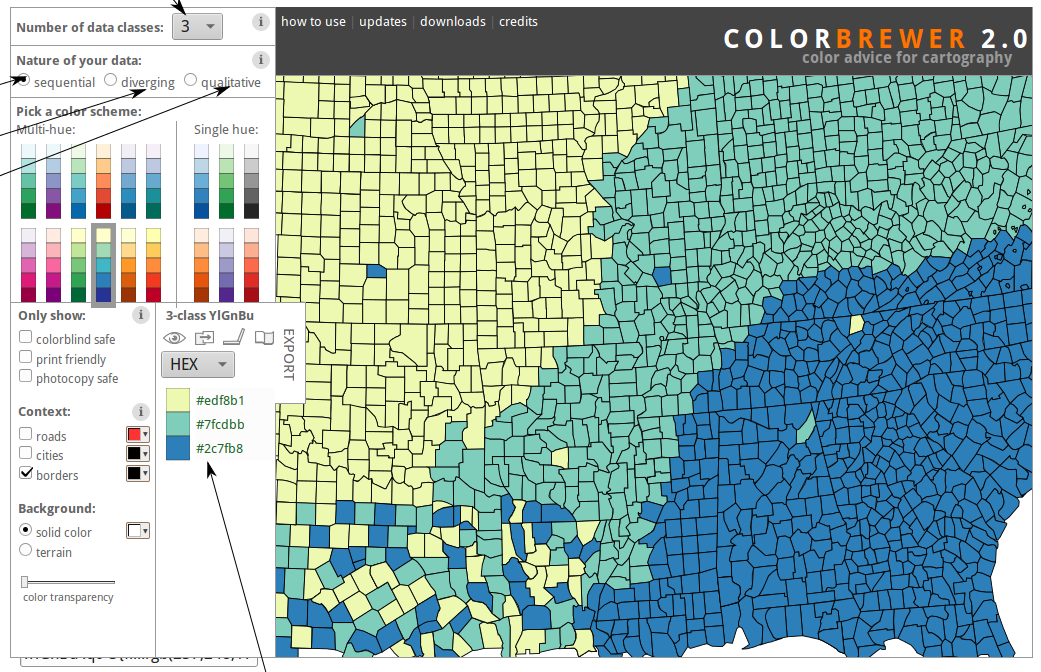 Number of data classes: 3 i
how to use | updates | downloads | credits
COLORBREWER 2.0
color advice for cartography
Nature of your data: i
sequential diverging qualitative
Pick a color scheme:
Multi-hue: Single hue:
Only show: i
colorblind safe
print friendly
photocopy safe
Context: i
roads
cities
borders
Background:
solid color
terrain
color transparency
3-class YlGnBu
EXPORT
HEX
#edf8b1
#7fcdbb
#2c7fb8